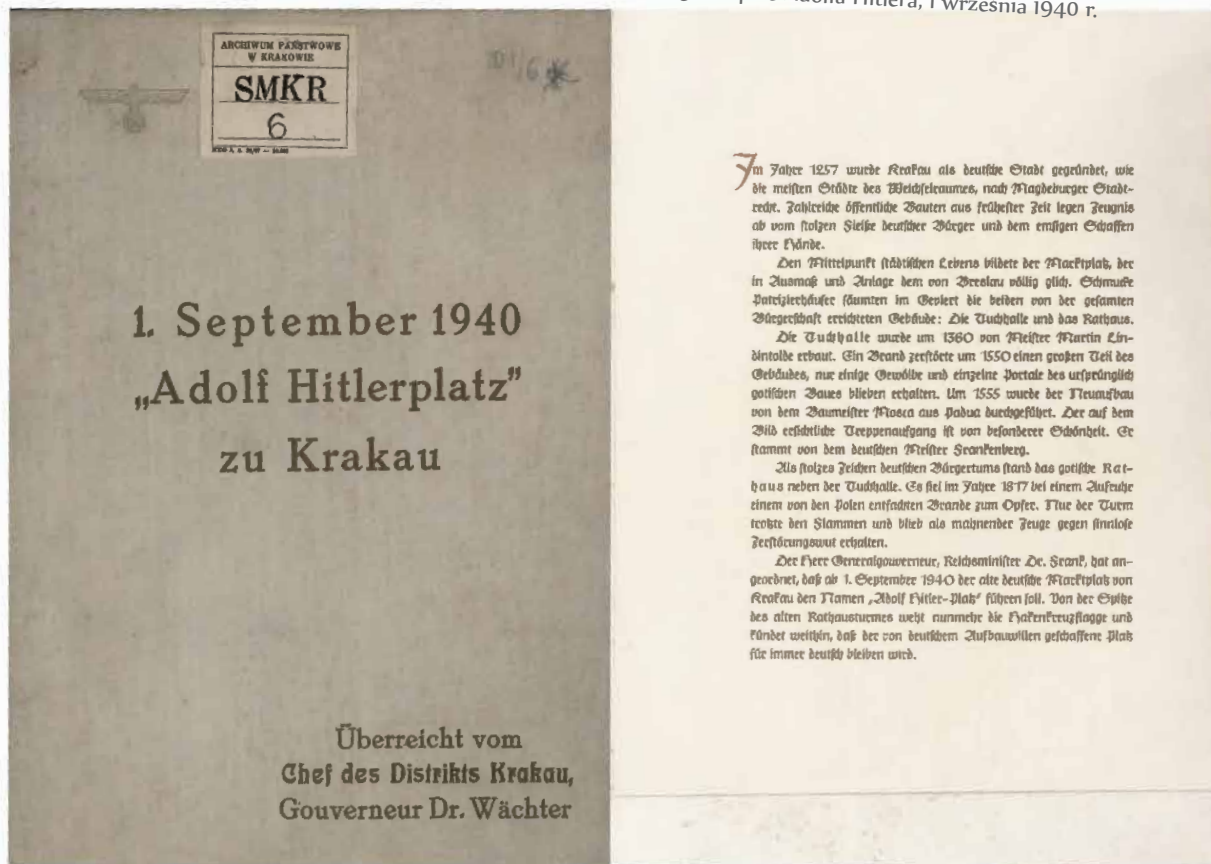 Adolfa Hitlera, 1 września 1940 r.
ARCHIWUM PAŃSTWOWE
W KRAKOWIE
SMKR
6
1. September 1940
„Adolf Hitlerplatz”
zu Krakau
Überreicht vom
Chef des Distrikts Krakau,
Gouverneur Dr. Wächter
Im Jahre 1257 wurde Krakau als deutsche Stadt gegründet, wie
die meisten Städte des Weichselraumes, nach Magdeburger Stadt-
recht. Zahlreiche öffentliche Bauten aus frühester Zeit legen Zeugnis
ab vom stolzen Fleiße deutscher Bürger und dem emsigen Schaffen
ihrer Hände.
Den Mittelpunkt städtischen Lebens bildete der Marktplatz, der
in Ausmaß und Anlage dem von Breslau völlig glich. Schmucke
Patrizierhäuser säumten im Geviert die beiden von der gesamten
Bürgerschaft errichteten Gebäude: Die Tuchhalle und das Rathaus.
Die Tuchhalle wurde um 1360 von Meister Martin Lin-
dintolde erbaut. Ein Brand zerstörte um 1550 einen großen Teil des
Gebäudes, nur einige Gewölbe und einzelne Portale des ursprünglich
gotischen Baues blieben erhalten. Um 1555 wurde der Neuaufbau
von dem Baumeister Mosca aus Padua durchgeführt. Der auf dem
Bild ersichtliche Treppenaufgang ist von besonderer Schönheit. Er
stammt von dem deutschen Meister Frankenberg.
Als stolzes Zeichen deutschen Bürgertums stand das gotische Rat-
haus neben der Tuchhalle. Es fiel im Jahre 1817 bei einem Aufruhr
einem von den Polen entfachten Brande zum Opfer. Nur der Turm
trotzte den Flammen und blieb als mahnender Zeuge gegen sinnlose
Zerstörungswut erhalten.
Der Herr Generalgouverneur, Reichsminister Dr. Frank, hat an-
geordnet, daß ab 1. September 1940 der alte deutsche Marktplatz von
Krakau den Namen „Adolf Hitler-Platz“ führen soll. Von der Spitze
des alten Rathausturmes weht nunmehr die Hakenkreuzflagge und
kündet weithin, daß der von deutschem Aufbauwillen geschaffene Platz
für immer deutsch bleiben wird.